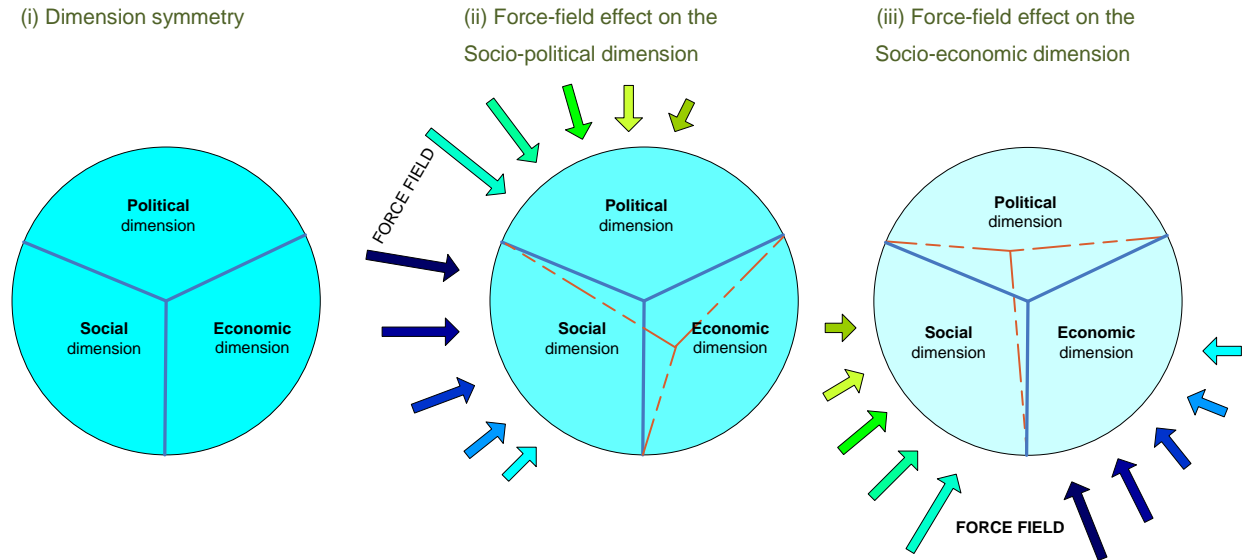 (i) Dimension symmetry
(ii) Force-field effect on the
Socio-political dimension
(iii) Force-field effect on the
Socio-economic dimension
Political
dimension
Social
dimension
Economic
dimension
FORCE FIELD
Political
dimension
Social
dimension
Economic
dimension
Political
dimension
Social
dimension
Economic
dimension
FORCE FIELD